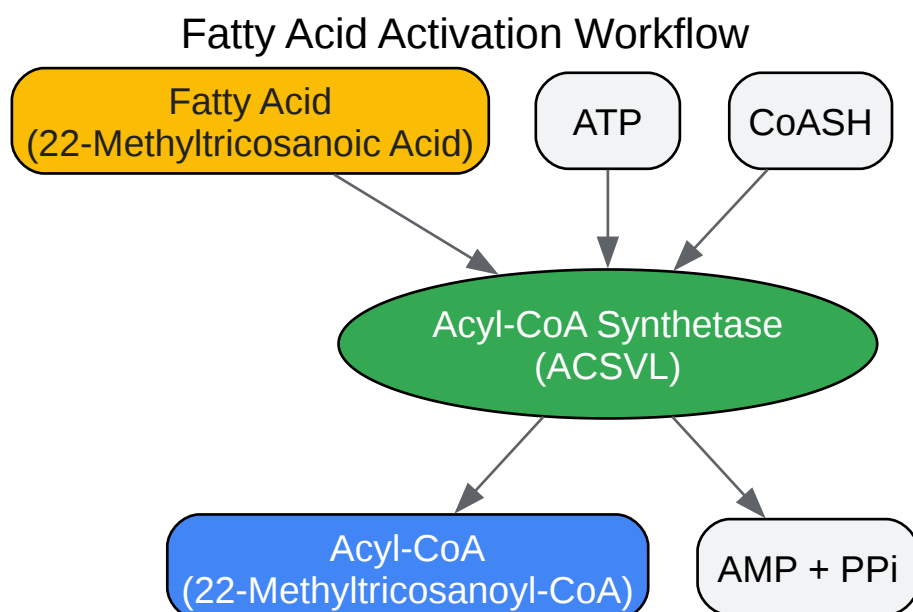 Fatty Acid Activation Workflow
Fatty Acid
(22-Methyltricosanoic Acid)
ATP
CoASH
Acyl-CoA Synthetase
(ACSVL)
Acyl-CoA
(22-Methyltricosanoyl-CoA)
AMP + PPi